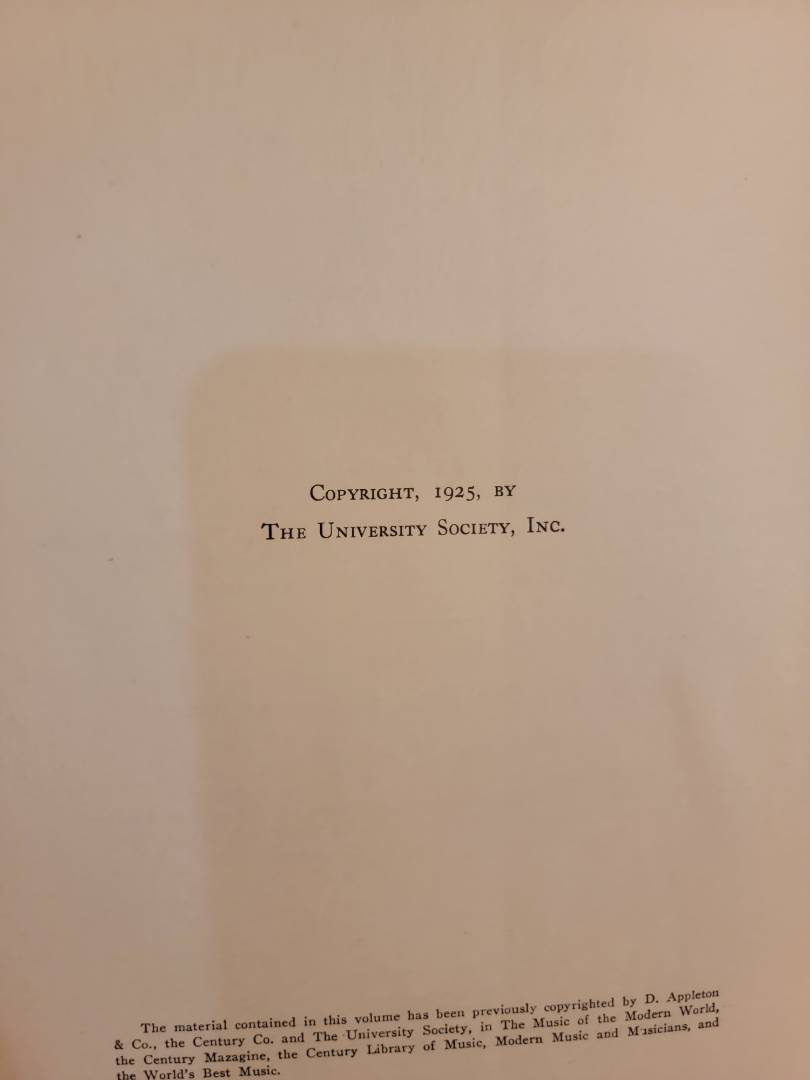 Copyright, 1925, by
The University Society, Inc.
The material contained in this volume has been previously copyrighted by D. Appleton
& Co., the Century Co. and The University Society, in The Music of the Modern World,
the Century Mazagine, the Century Library of Music, Modern Music and Musicians, and
the World's Best Music.